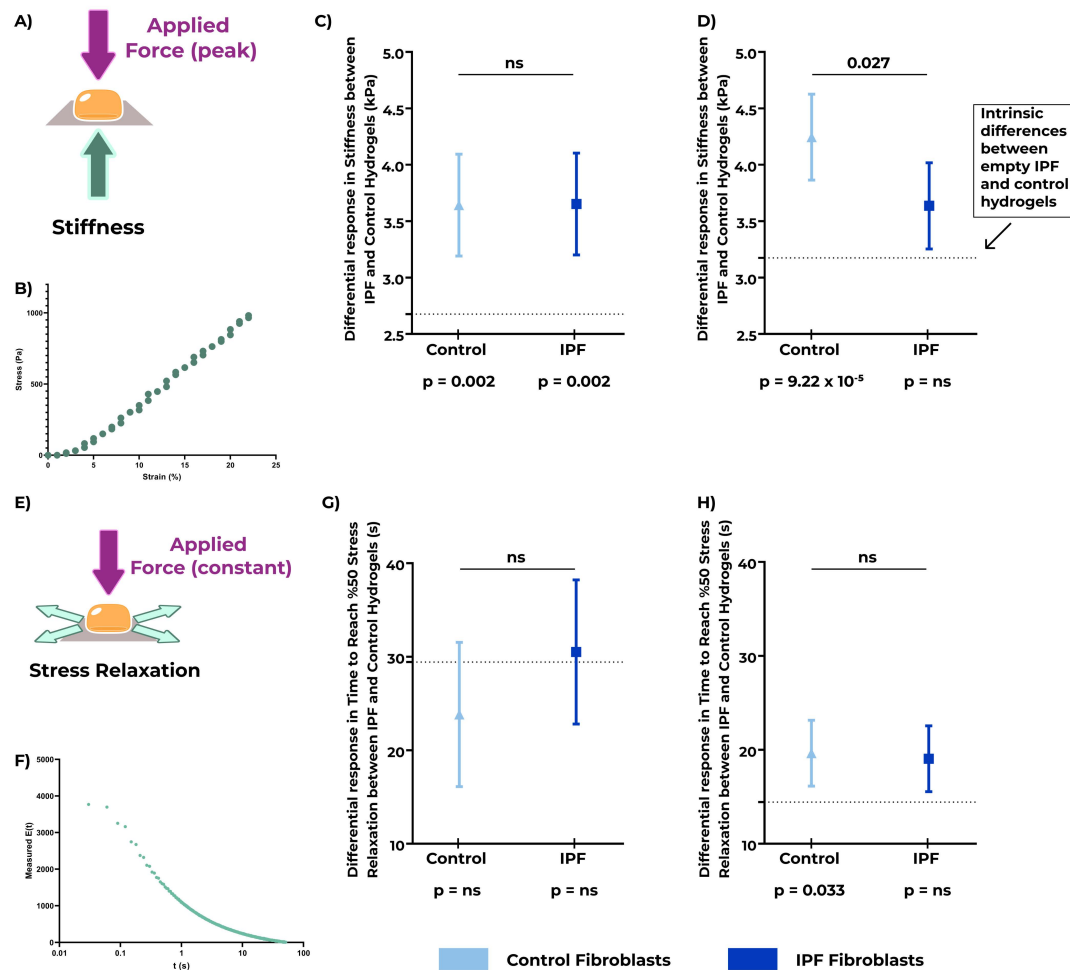 A)
Applied
Force (peak)
Stiffness
B)
Stress (Pa)
1000
500
0
0 5 10 15 20 25
Strain (%)
C)
Differential response in Stiffness between
IPF and Control Hydrogels (kPa)
5.0
4.5
4.0
3.5
3.0
2.5
ns
Control IPF
p = 0.002 p = 0.002
D)
Differential response in Stiffness between
IPF and Control Hydrogels (kPa)
5.0
4.5
4.0
3.5
3.0
2.5
0.027
Intrinsic
differences
between
empty IPF
and control
hydrogels
Control IPF
p = 9.22 x 10⁻⁵ p = ns
E)
Applied
Force (constant)
Stress Relaxation
F)
Measured E(t)
5000
4000
3000
2000
1000
0
0.01 0.1 1 10 100
t (s)
G)
Differential response in Time to Reach %50 Stress
Relaxation between IPF and Control Hydrogels (s)
40
30
20
10
ns
Control IPF
p = ns p = ns
H)
Differential response in Time to Reach %50 Stress
Relaxation between IPF and Control Hydrogels (s)
40
30
20
10
ns
Control IPF
p = 0.033 p = ns
Control Fibroblasts IPF Fibroblasts